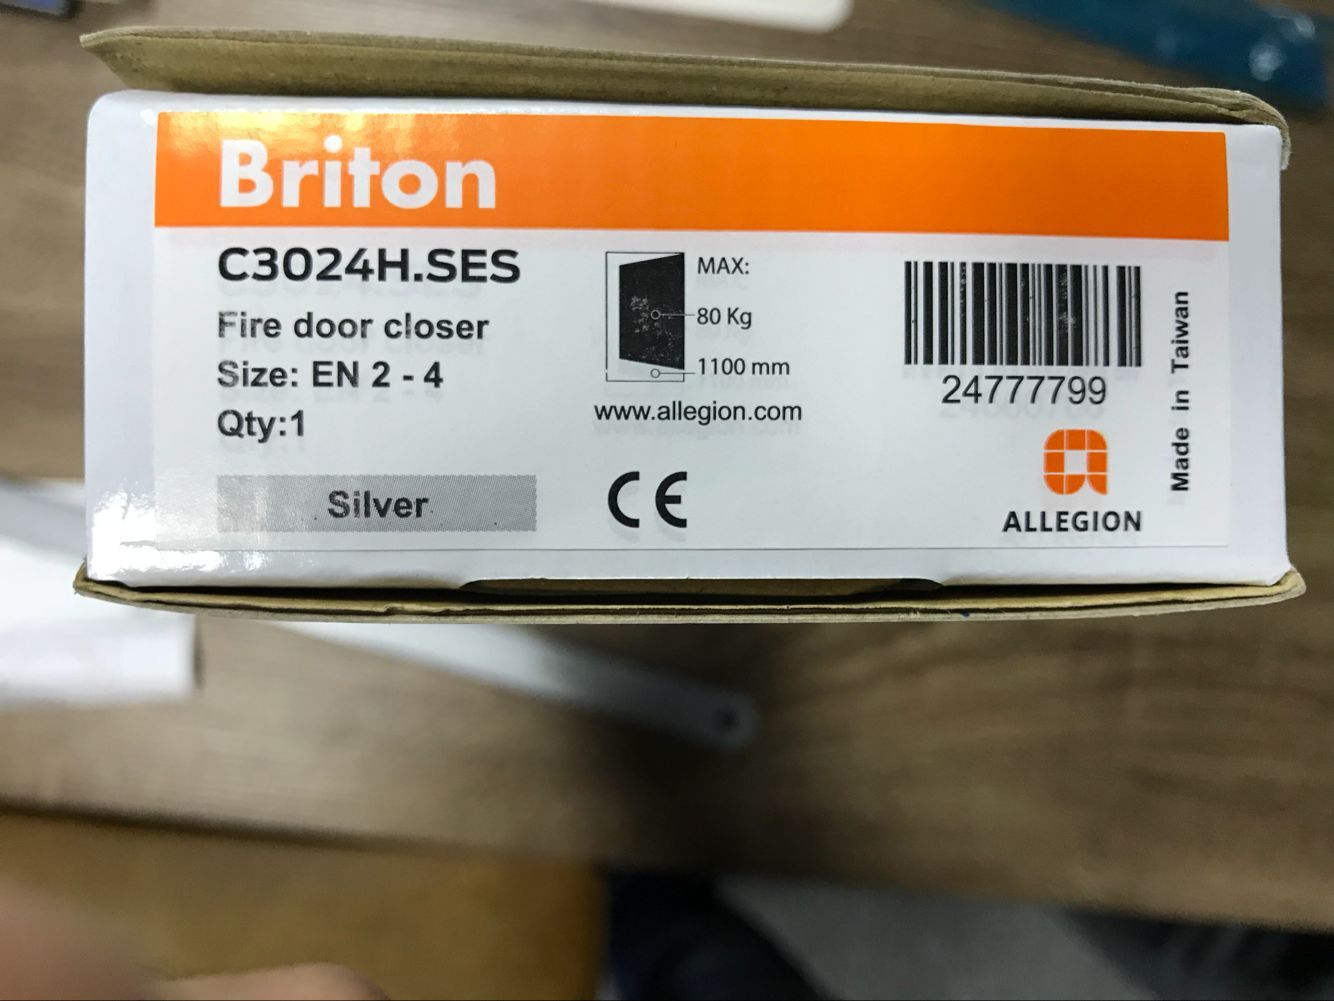 Briton
C3024H.SES
Fire door closer
Size: EN 2 - 4
Qty:1
Silver
MAX:
80 Kg
1100 mm
www.allegion.com
CE
24777799
ALLEGION
Made in Taiwan